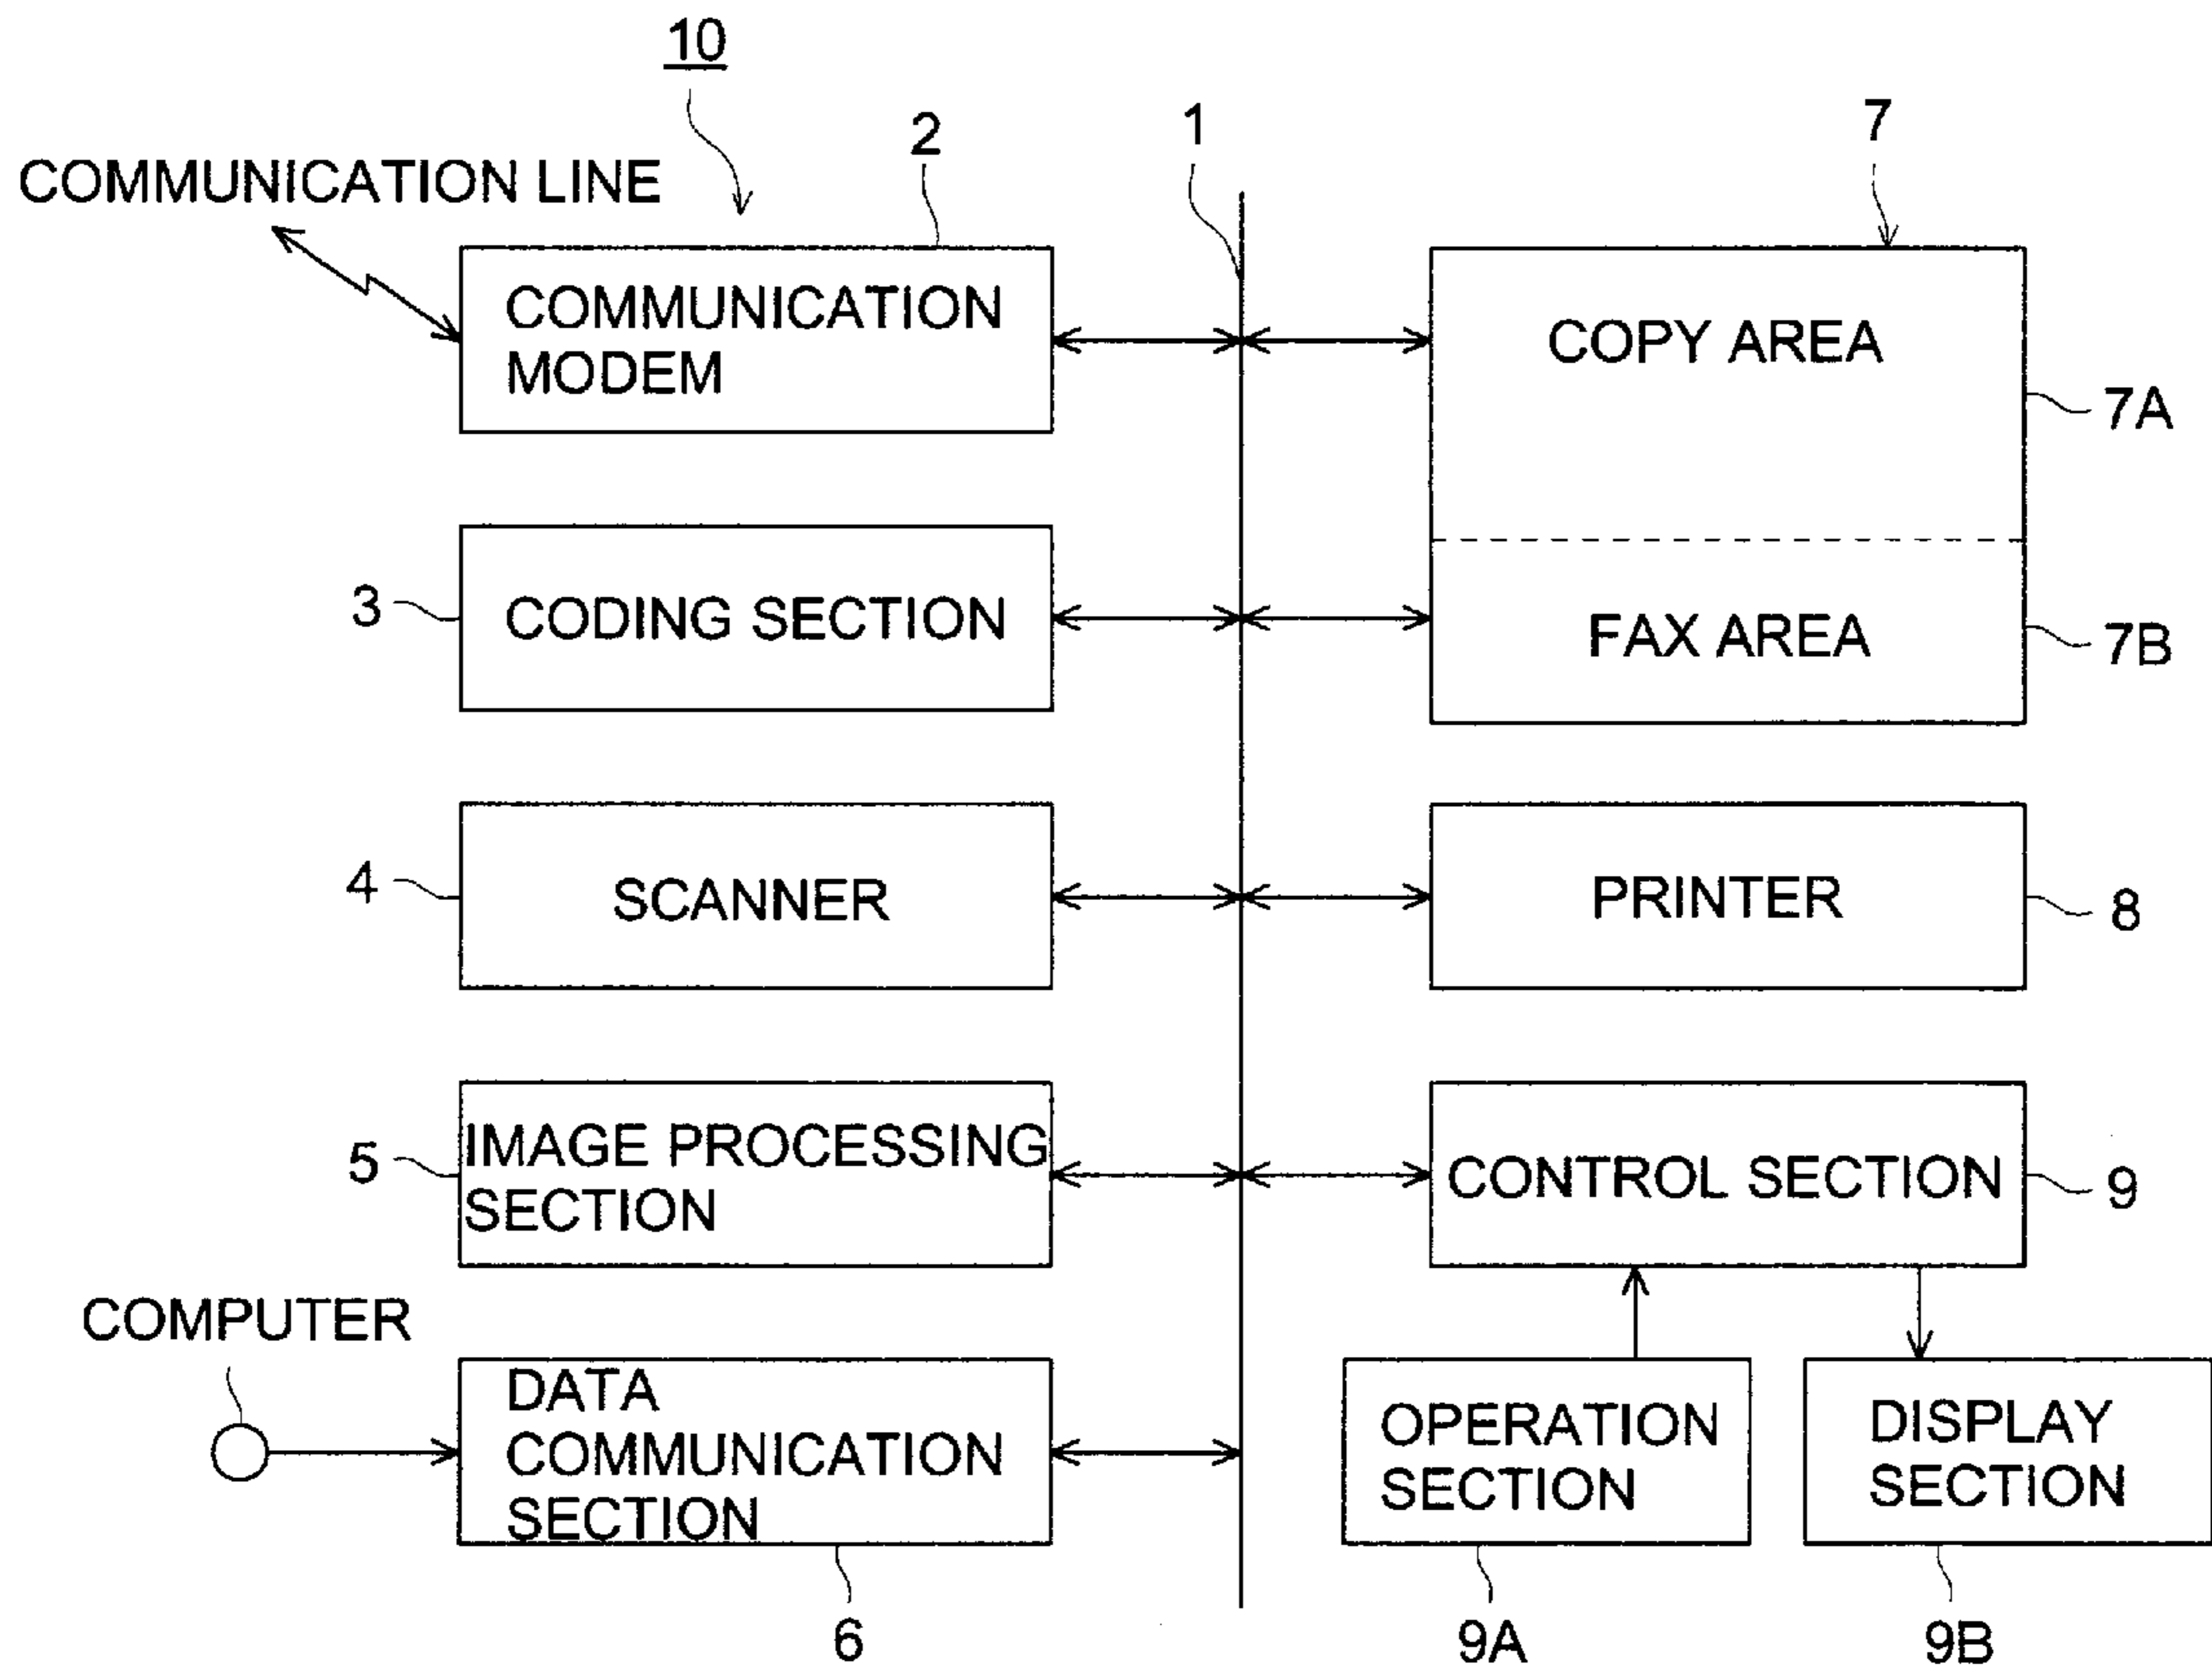 10
COMMUNICATION LINE
2
1
7
COMMUNICATION
MODEM
COPY AREA
7A
3
CODING SECTION
FAX AREA
7B
4
SCANNER
PRINTER
8
5
IMAGE PROCESSING
SECTION
CONTROL SECTION
9
COMPUTER
DATA
COMMUNICATION
SECTION
OPERATION
SECTION
DISPLAY
SECTION
6
9A
9B